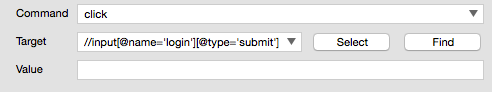 Command click
Target //input[@name='login'][@type='submit'] Select Find
Value